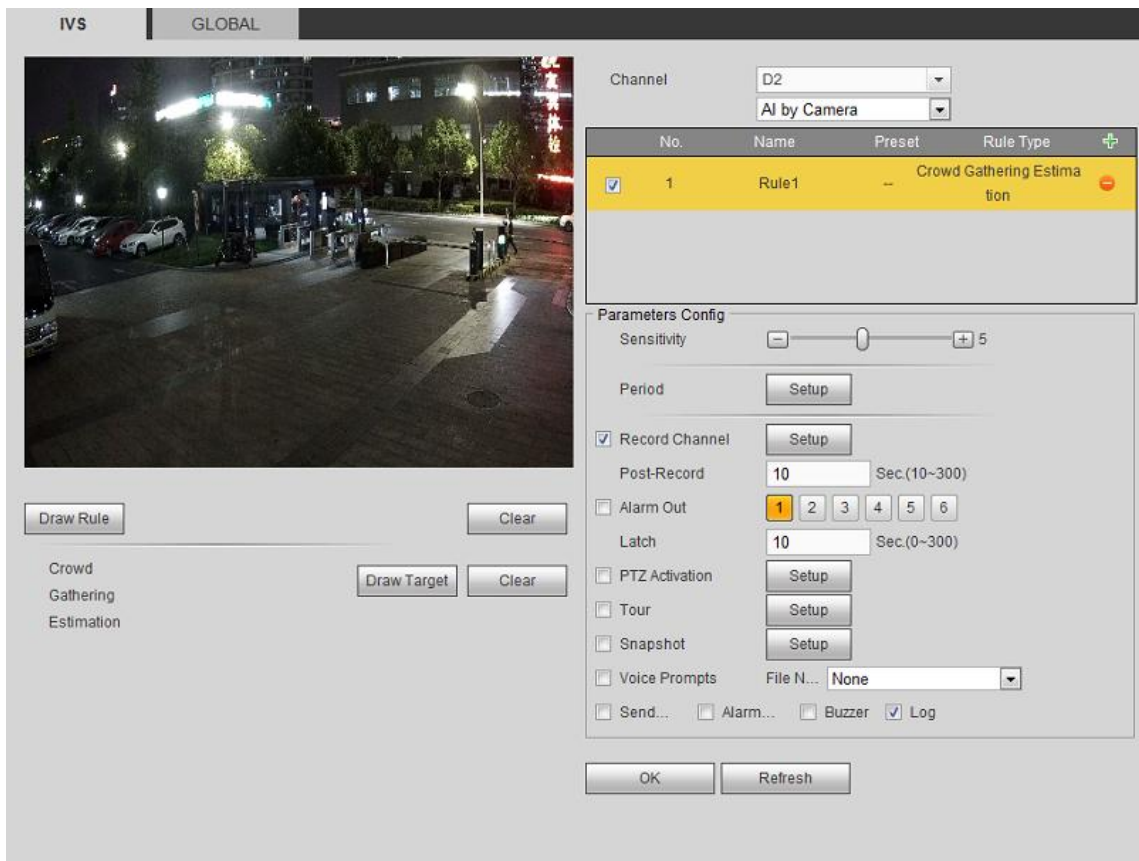 IVS
GLOBAL
Channel
D2
AI by Camera
No. Name Preset Rule Type
1 Rule1 -- Crowd Gathering Estima
tion
Parameters Config
Sensitivity 5
Period Setup
Record Channel Setup
Post-Record 10 Sec.(10~300)
Alarm Out 1 2 3 4 5 6
Latch 10 Sec.(0~300)
PTZ Activation Setup
Tour Setup
Snapshot Setup
Voice Prompts File N... None
Send... Alarm... Buzzer Log
OK Refresh
Draw Rule Clear
Crowd
Gathering
Estimation
Draw Target Clear